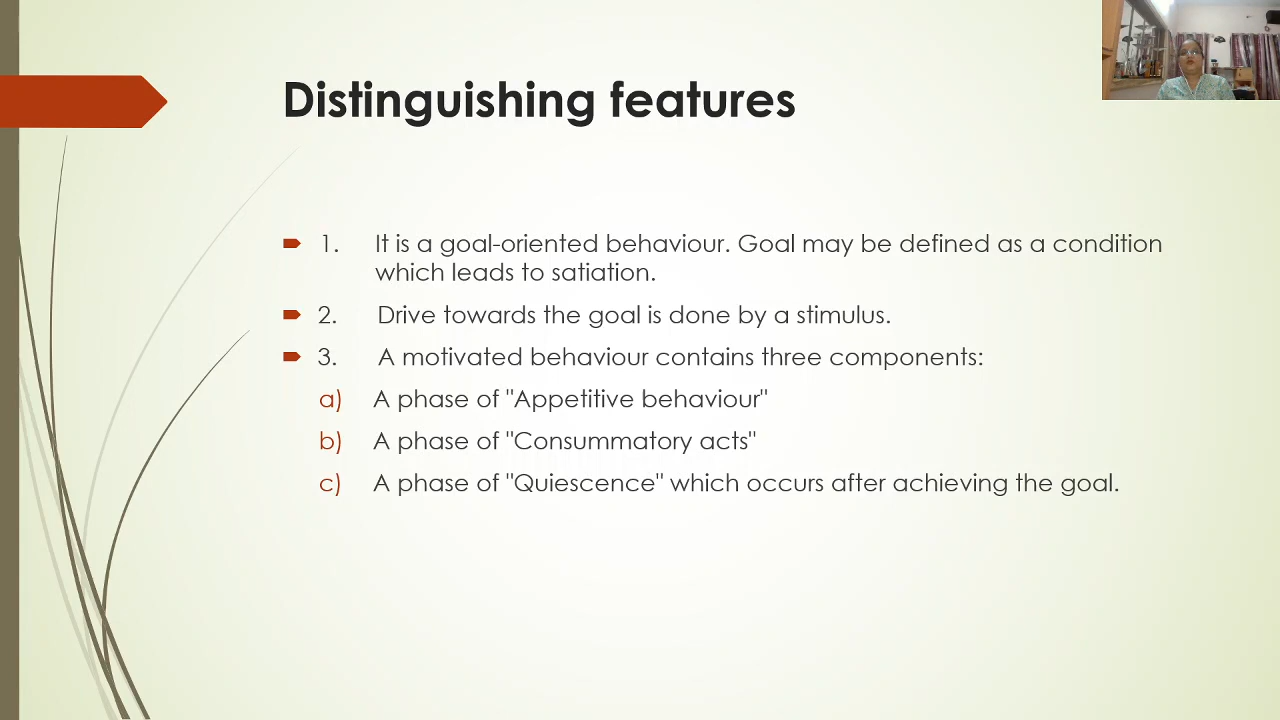 Distinguishing features
1. It is a goal-oriented behaviour. Goal may be defined as a condition
which leads to satiation.
2. Drive towards the goal is done by a stimulus.
3. A motivated behaviour contains three components:
a) A phase of "Appetitive behaviour"
b) A phase of "Consummatory acts"
c) A phase of "Quiescence" which occurs after achieving the goal.